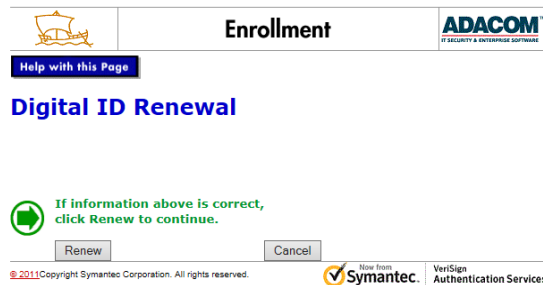 Enrollment
ADACOM
IT SECURITY & ENTERPRISE SOFTWARE
Help with this Page
Digital ID Renewal
If information above is correct,
click Renew to continue.
Renew
Cancel
© 2011Copyright Symantec Corporation. All rights reserved.
Now from
Symantec.
VeriSign
Authentication Services